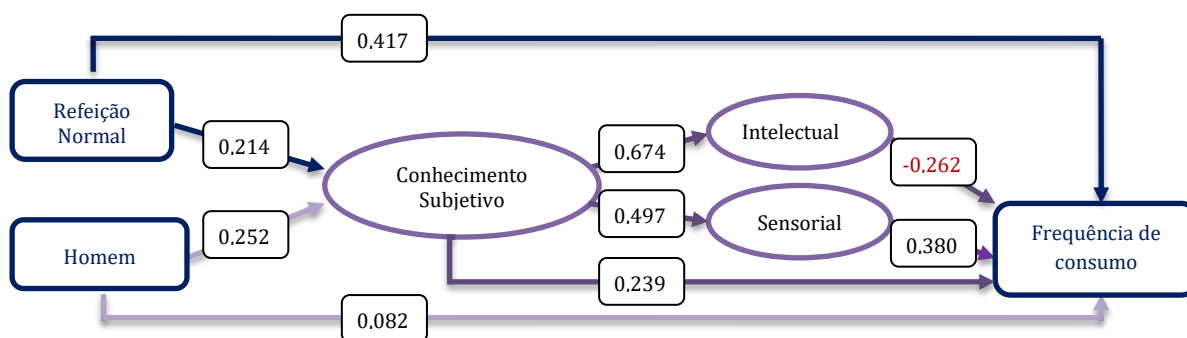 0,417
Refeição
Normal
0,214
Conhecimento
Subjetivo
0,674
Intelectual
-0,262
0,497
Sensorial
0,380
Homem
0,252
0,239
Frequência de
consumo
0,082